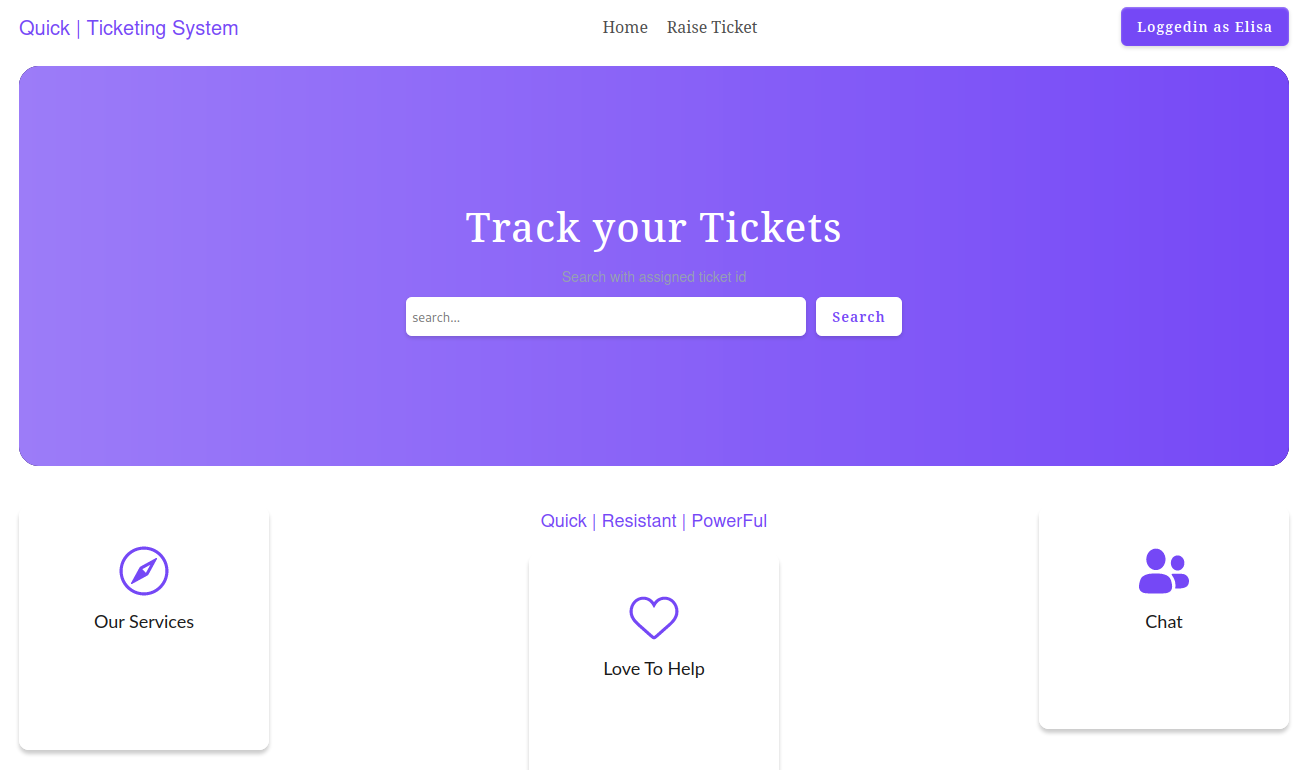 Quick | Ticketing System
Home
Raise Ticket
Loggedin as Elisa
Track your Tickets
Search with assigned ticket id
search...
Search
Quick | Resistant | PowerFul
Our Services
Love To Help
Chat